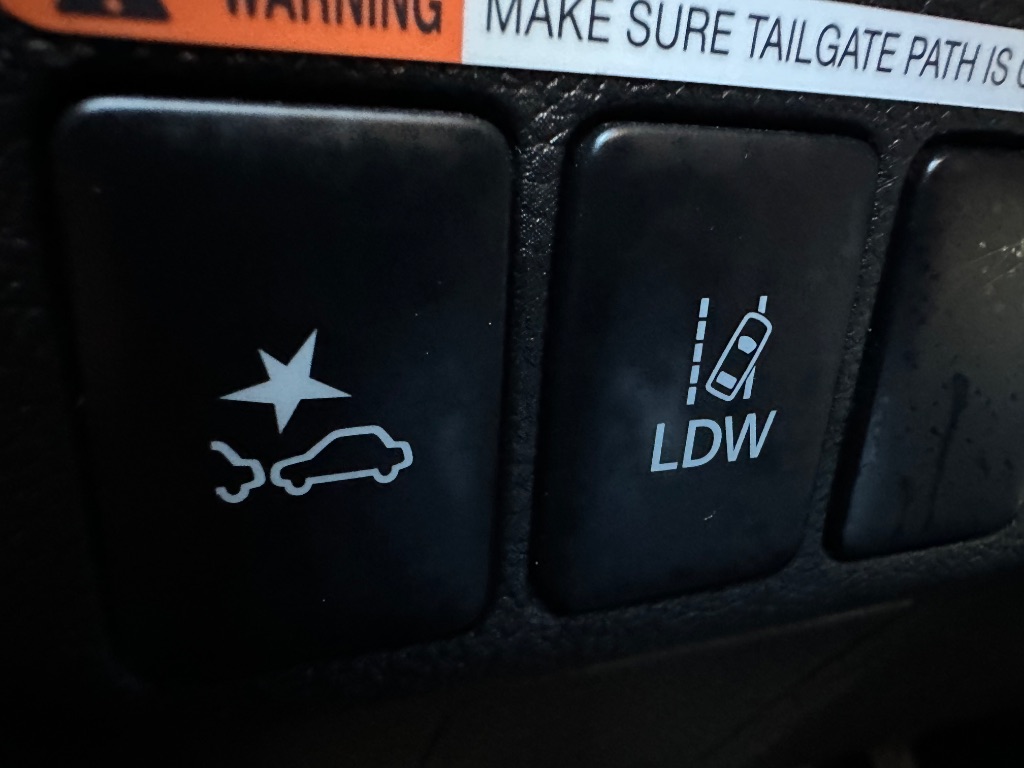 WARNING
MAKE SURE TAILGATE PATH IS
LDW